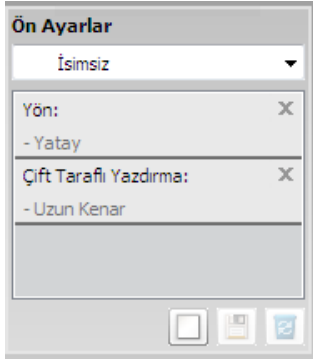 Ön Ayarlar
İsimsiz
Yön:
- Yatay
Çift Taraflı Yazdırma:
- Uzun Kenar